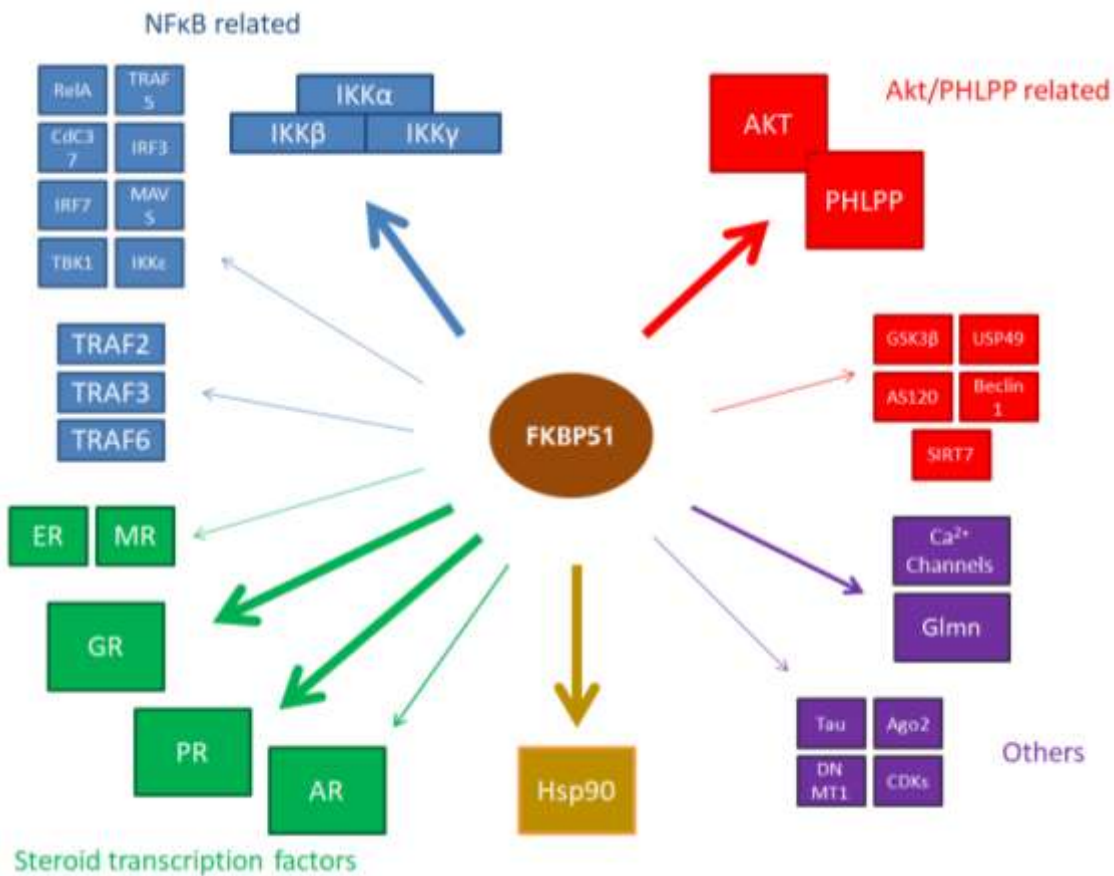 NFκB related
RelA
TRAF
5
CdC3
7
IRF3
IRF7
MAV
S
TBK1
IKKε
IKKα
IKKβ
IKKγ
Akt/PHLPP related
AKT
PHLPP
TRAF2
TRAF3
TRAF6
FKBP51
GSK3β
USP49
AS120
Beclin
1
SIRT7
ER
MR
GR
PR
AR
Steroid transcription factors
Hsp90
Ca²⁺
Channels
Glmn
Tau
Ago2
DN
MT1
CDKs
Others